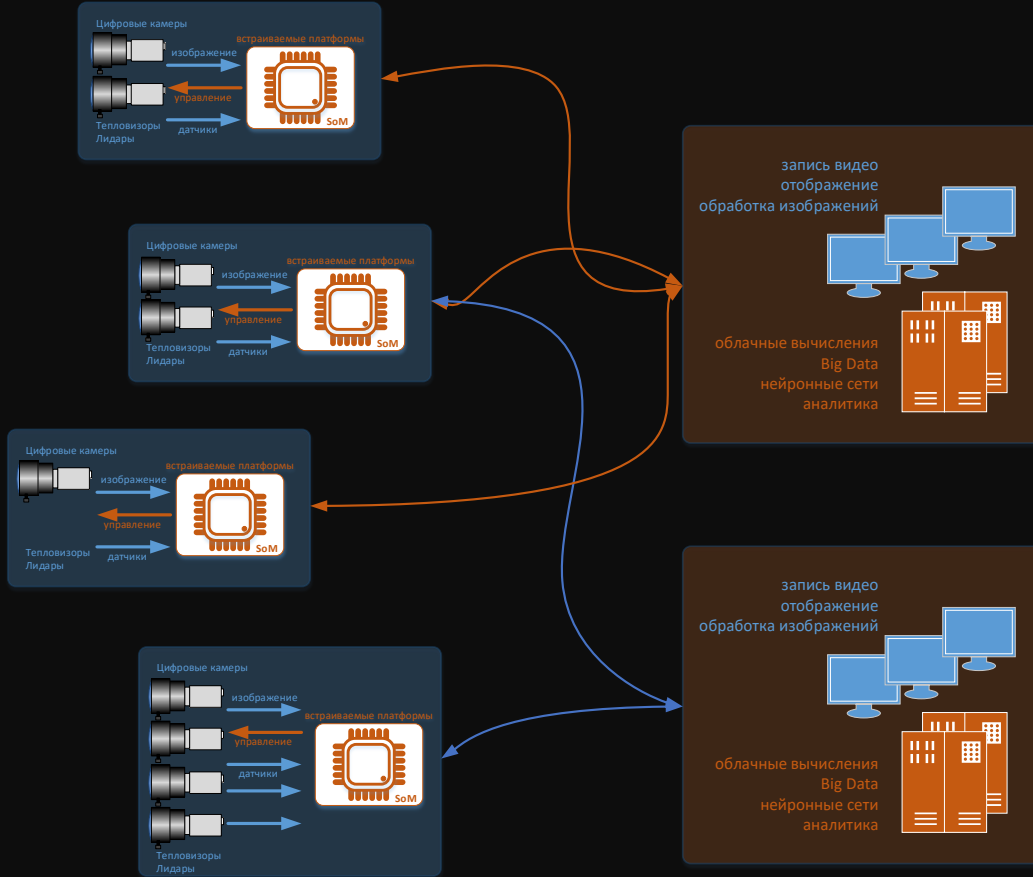 Цифровые камеры
встраиваемые платформы
изображение
управление
SoM
Тепловизоры
Лидары
датчики
запись видео
отображение
обработка изображений
облачные вычисления
Big Data
нейронные сети
аналитика
Цифровые камеры
встраиваемые платформы
изображение
управление
SoM
Тепловизоры
Лидары
датчики
Цифровые камеры
встраиваемые платформы
изображение
управление
SoM
Тепловизоры
Лидары
датчики
запись видео
отображение
обработка изображений
облачные вычисления
Big Data
нейронные сети
аналитика
Цифровые камеры
изображение
встраиваемые платформы
управление
датчики
SoM
Тепловизоры
Лидары